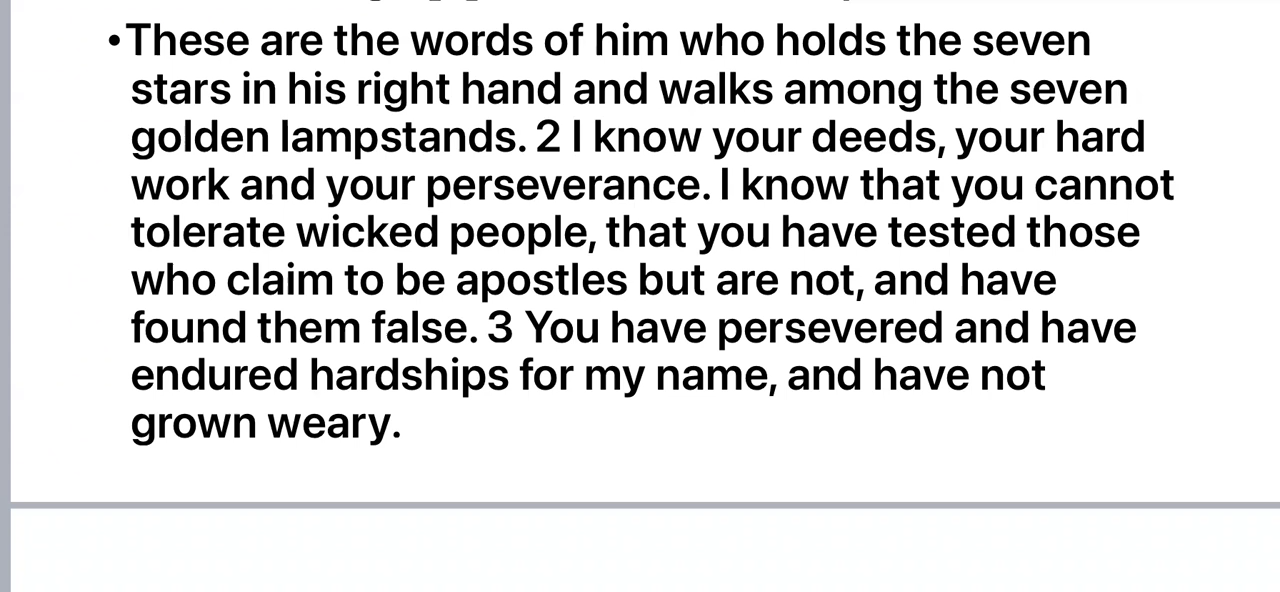 •These are the words of him who holds the seven
stars in his right hand and walks among the seven
golden lampstands. 2 I know your deeds, your hard
work and your perseverance. I know that you cannot
tolerate wicked people, that you have tested those
who claim to be apostles but are not, and have
found them false. 3 You have persevered and have
endured hardships for my name, and have not
grown weary.